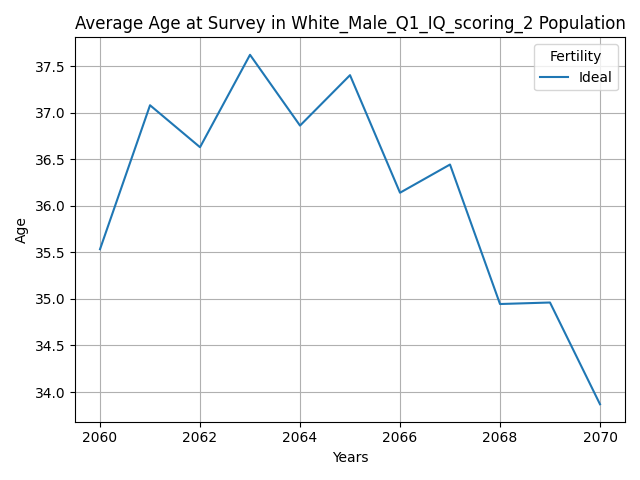 Average Age at Survey in White_Male_Q1_IQ_scoring_2 Population
Fertility
Ideal
37.5
37.0
36.5
36.0
35.5
35.0
34.5
34.0
Age
2060 2062 2064 2066 2068 2070
Years